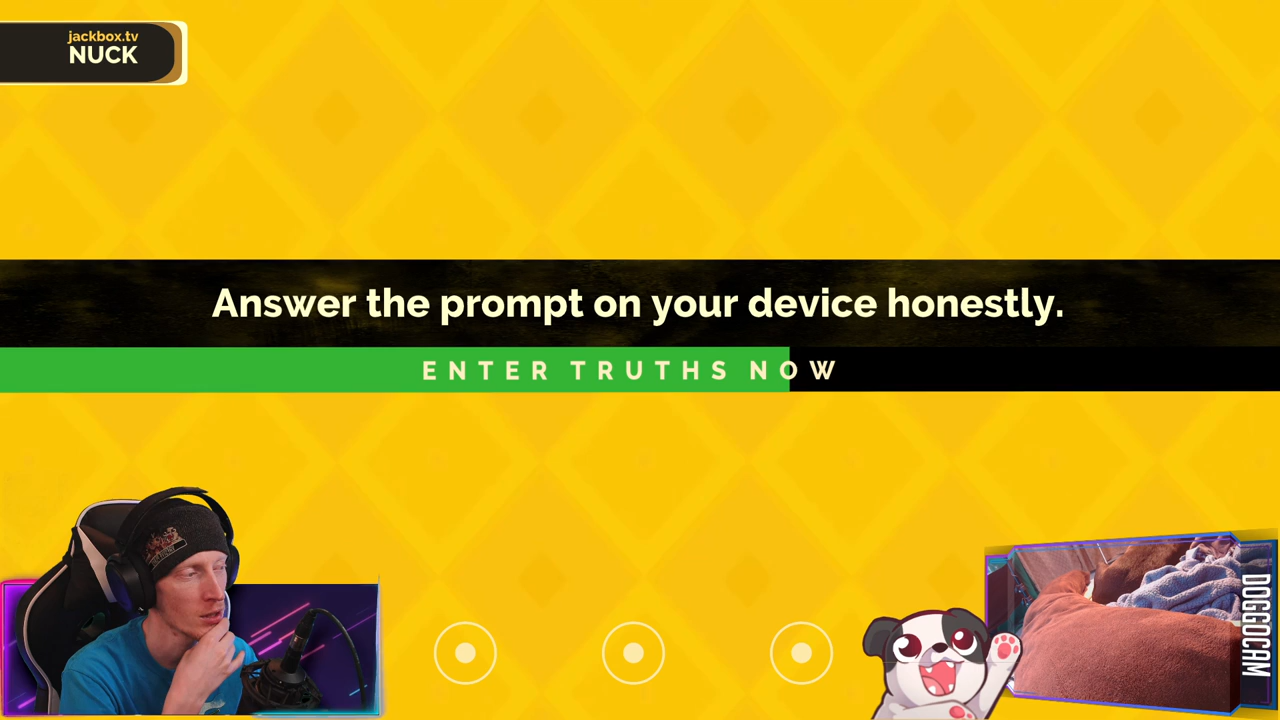 jackbox.tv
NUCK
Answer the prompt on your device honestly.
ENTER TRUTHS NOW
DOGGOCAM